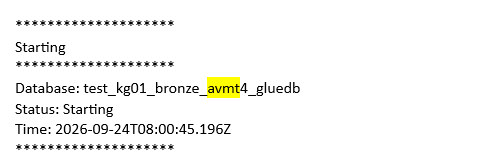 ********************
Starting
********************
Database: test_kg01_bronze_avmt4_gluedb
Status: Starting
Time: 2026-09-24T08:00:45.196Z
********************